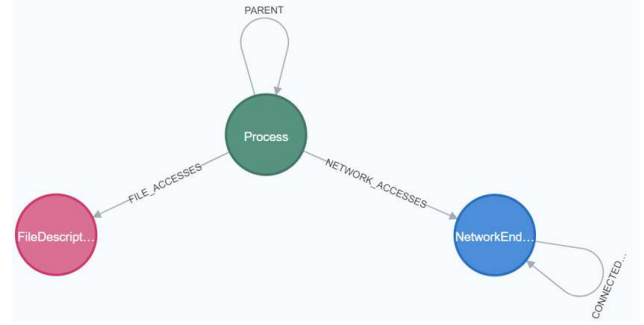 PARENT
Process
FILE_ACCESSES
NETWORK_ACCESSES
FileDescript...
NetworkEnd...
CONNECTED...